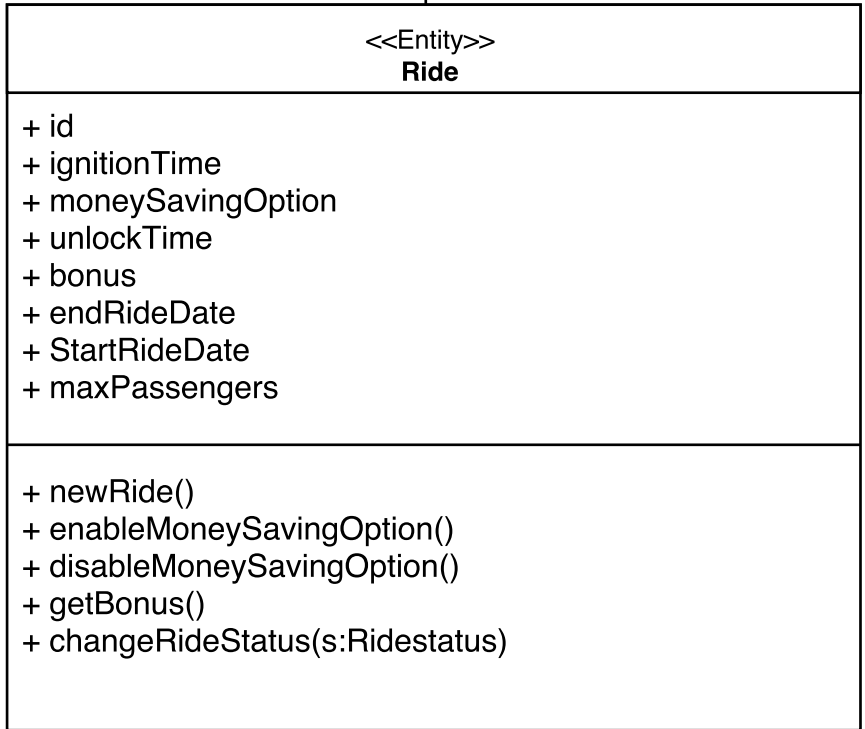 <<Entity>>
Ride
+ id
+ ignitionTime
+ moneySavingOption
+ unlockTime
+ bonus
+ endRideDate
+ StartRideDate
+ maxPassengers
+ newRide()
+ enableMoneySavingOption()
+ disableMoneySavingOption()
+ getBonus()
+ changeRideStatus(s:Ridestatus)